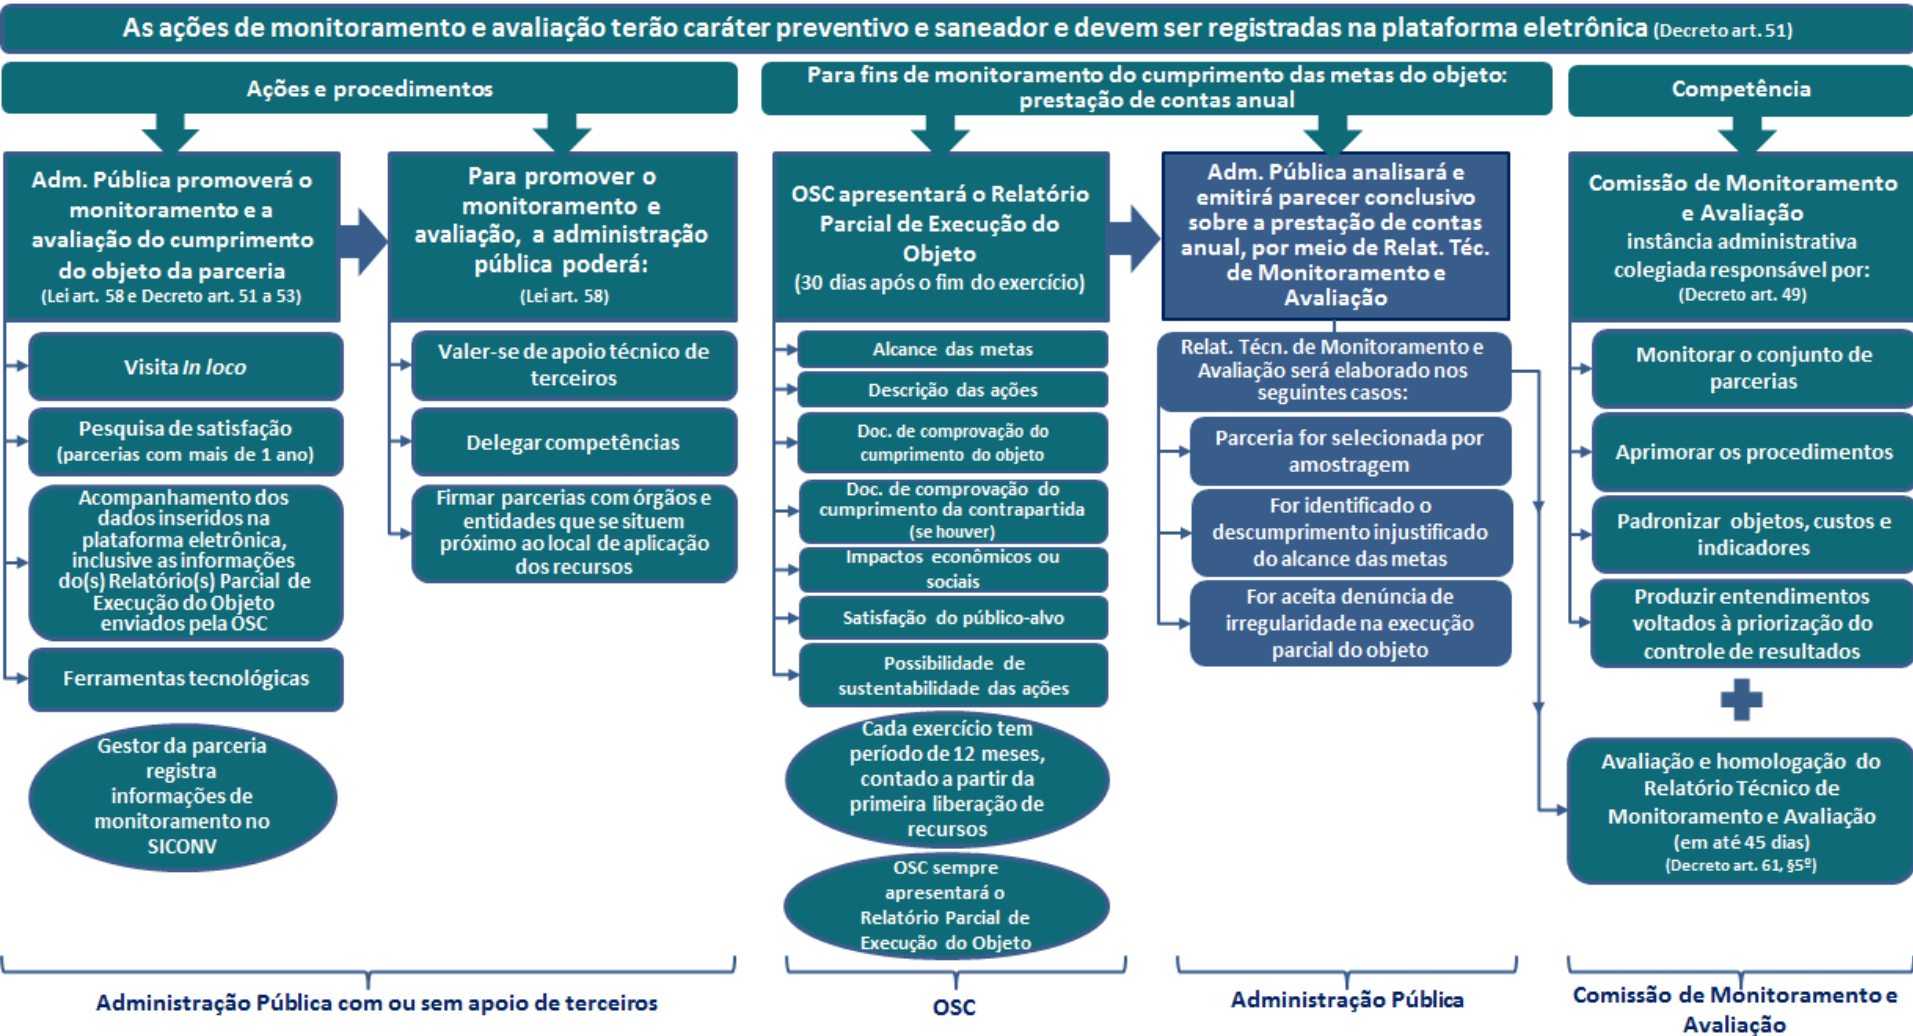 As ações de monitoramento e avaliação terão caráter preventivo e saneador e devem ser registradas na plataforma eletrônica (Decreto art. 51)
Ações e procedimentos
Adm. Pública promoverá o
monitoramento e a
avaliação do cumprimento
do objeto da parceria
(Lei art. 58 e Decreto art. 51 a 53)
Visita In loco
Pesquisa de satisfação
(parcerias com mais de 1 ano)
Acompanhamento dos
dados inseridos na
plataforma eletrônica,
inclusive as informações
do(s) Relatório(s) Parcial de
Execução do Objeto
enviados pela OSC
Ferramentas tecnológicas
Gestor da parceria
registra
informações de
monitoramento no
SICONV
Para promover o
monitoramento e
avaliação, a administração
pública poderá:
(Lei art. 58)
Valer-se de apoio técnico de
terceiros
Delegar competências
Firmar parcerias com órgãos e
entidades que se situem
próximo ao local de aplicação
dos recursos
Administração Pública com ou sem apoio de terceiros
Para fins de monitoramento do cumprimento das metas do objeto:
prestação de contas anual
OSC apresentará o Relatório
Parcial de Execução do
Objeto
(30 dias após o fim do exercício)
Alcance das metas
Descrição das ações
Doc. de comprovação do
cumprimento do objeto
Doc. de comprovação do
cumprimento da contrapartida
(se houver)
Impactos econômicos ou
sociais
Satisfação do público-alvo
Possibilidade de
sustentabilidade das ações
Cada exercício tem
período de 12 meses,
contado a partir da
primeira liberação de
recursos
OSC sempre
apresentará o
Relatório Parcial de
Execução do Objeto
OSC
Adm. Pública analisará e
emitirá parecer conclusivo
sobre a prestação de contas
anual, por meio de Relat. Téc.
de Monitoramento e
Avaliação
Relat. Técn. de Monitoramento e
Avaliação será elaborado nos
seguintes casos:
Parceria for selecionada por
amostragem
For identificado o
descumprimento injustificado
do alcance das metas
For aceita denúncia de
irregularidade na execução
parcial do objeto
Administração Pública
Competência
Comissão de Monitoramento
e Avaliação
instância administrativa
colegiada responsável por:
(Decreto art. 49)
Monitorar o conjunto de
parcerias
Aprimorar os procedimentos
Padronizar objetos, custos e
indicadores
Produzir entendimentos
voltados à priorização do
controle de resultados
Avaliação e homologação do
Relatório Técnico de
Monitoramento e Avaliação
(em até 45 dias)
(Decreto art. 61, §5º)
Comissão de Monitoramento e
Avaliação